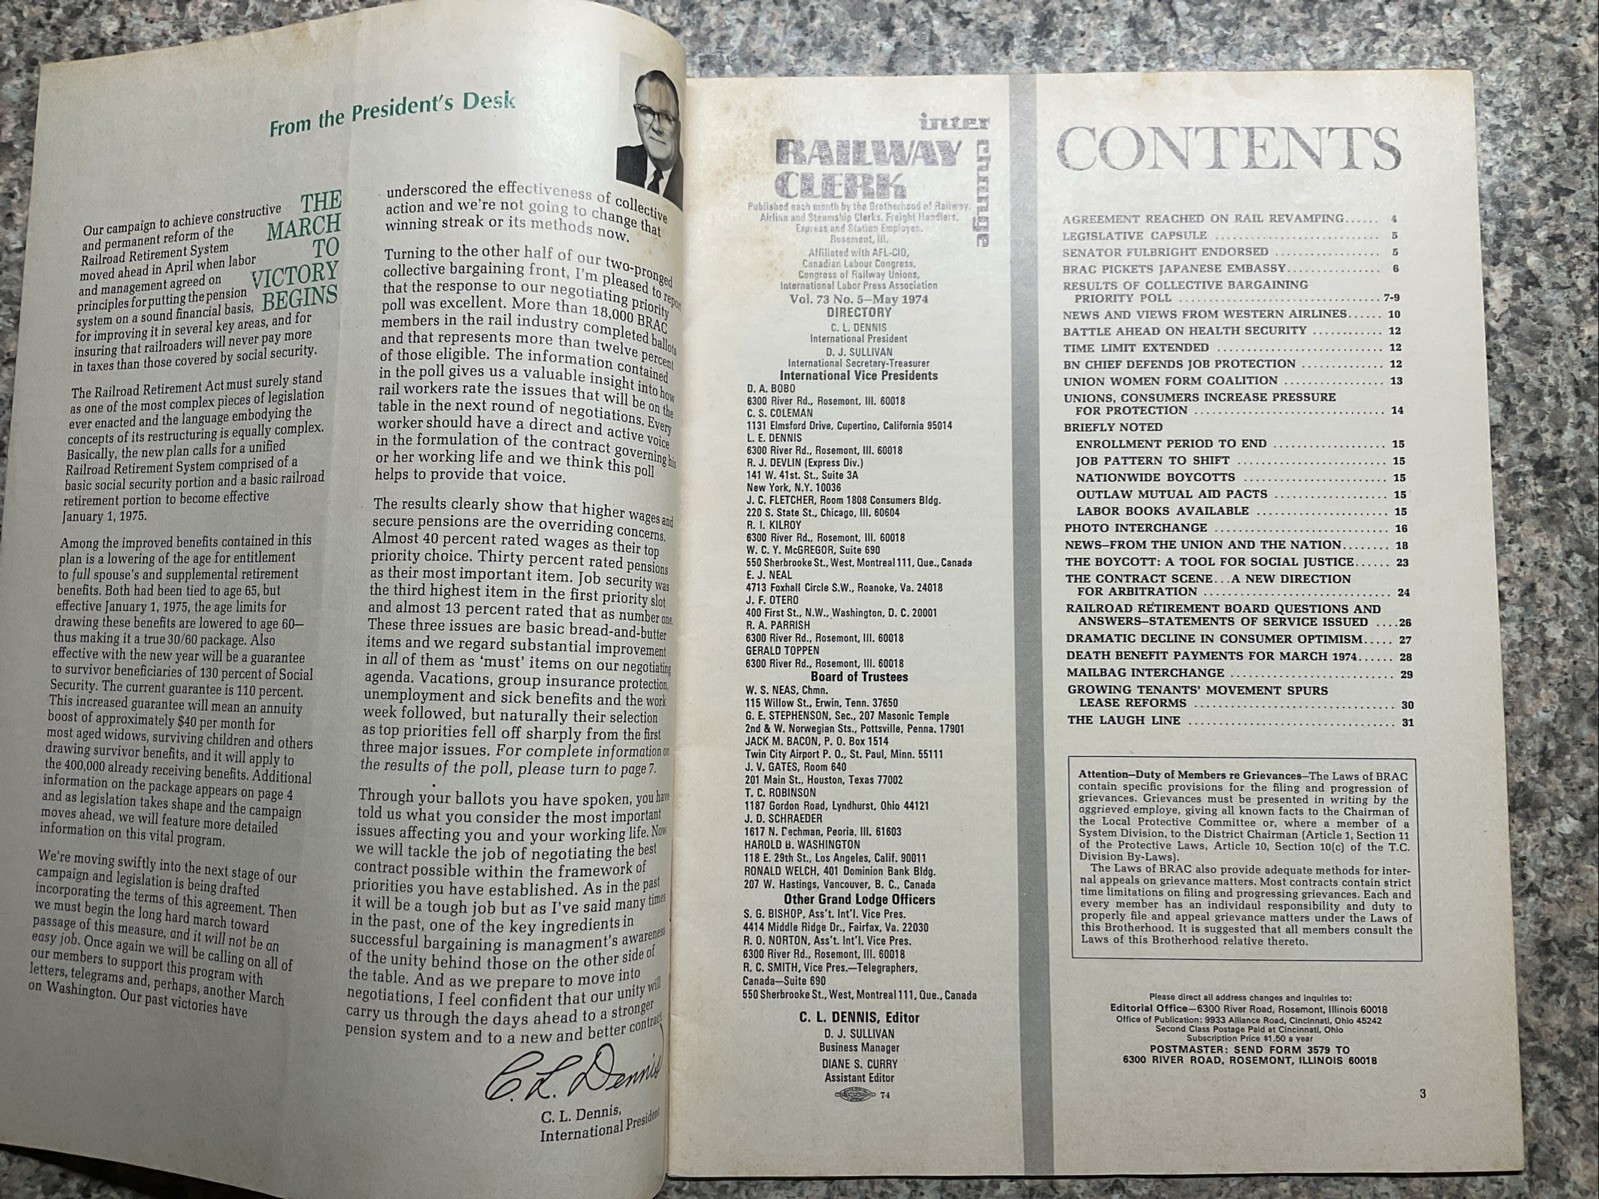 From the President's Desk
THE
MARCH
TO
VICTORY
BEGINS
Our campaign to achieve constructive
and permanent reform of the
Railroad Retirement System
moved ahead in April when labor
and management agreed on
principles for putting the pension
system on a sound financial basis,
for improving it in several key areas, and for
insuring that railroaders will never pay more
in taxes than those covered by social security.
The Railroad Retirement Act must surely stand
as one of the most complex pieces of legislation
ever enacted and the language embodying the
concepts of its restructuring is equally complex.
Basically, the new plan calls for a unified
Railroad Retirement System comprised of a
basic social security portion and a basic railroad
retirement portion to become effective
January 1, 1975.
Among the improved benefits contained in this
plan is a lowering of the age for entitlement
to full spouse's and supplemental retirement
benefits. Both had been tied to age 65, but
effective January 1, 1975, the age limits for
drawing these benefits are lowered to age 60—
thus making it a true 30/60 package. Also
effective with the new year will be a guarantee
to survivor beneficiaries of 130 percent of Social
Security. The current guarantee is 110 percent.
This increased guarantee will mean an annuity
boost of approximately $40 per month for
most aged widows, surviving children and others
drawing survivor benefits, and it will apply to
the 400,000 already receiving benefits. Additional
information on the package appears on page 4
and as legislation takes shape and the campaign
moves ahead, we will feature more detailed
information on this vital program.
We're moving swiftly into the next stage of our
campaign and legislation is being drafted
incorporating the terms of this agreement. Then
we must begin the long hard march toward
passage of this measure, and it will not be an
easy job. Once again we will be calling on all of
our members to support this program with
letters, telegrams and, perhaps, another March
on Washington. Our past victories have
underscored the effectiveness of collective
action and we're not going to change that
winning streak or its methods now.
Turning to the other half of our two-pronged
collective bargaining front, I'm pleased to report
that the response to our negotiating priority
poll was excellent. More than 18,000 BRAC
members in the rail industry completed ballots
and that represents more than twelve percent
of those eligible. The information contained
in the poll gives us a valuable insight into how
rail workers rate the issues that will be on the
table in the next round of negotiations. Every
worker should have a direct and active voice
in the formulation of the contract governing his
or her working life and we think this poll
helps to provide that voice.
The results clearly show that higher wages and
secure pensions are the overriding concerns.
Almost 40 percent rated wages as their top
priority choice. Thirty percent rated pensions
as their most important item. Job security was
the third highest item in the first priority slot
and almost 13 percent rated that as number one.
These three issues are basic bread-and-butter
items and we regard substantial improvement
in all of them as 'must' items on our negotiating
agenda. Vacations, group insurance protection,
unemployment and sick benefits and the work
week followed, but naturally their selection
as top priorities fell off sharply from the first
three major issues. For complete information on
the results of the poll, please turn to page 7.
Through your ballots you have spoken, you have
told us what you consider the most important
issues affecting you and your working life. Now
we will tackle the job of negotiating the best
contract possible within the framework of
priorities you have established. As in the past
it will be a tough job but as I've said many times
in the past, one of the key ingredients in
successful bargaining is managment's awareness
of the unity behind those on the other side of
the table. And as we prepare to move into
negotiations, I feel confident that our unity will
carry us through the days ahead to a stronger
pension system and to a new and better contract.
C. L. Dennis
C. L. Dennis,
International President
inter
change
RAILWAY
CLERK
Published each month by the Brotherhood of Railway,
Airline and Steamship Clerks, Freight Handlers,
Express and Station Employes,
Rosemont, Ill.
Affiliated with AFL-CIO,
Canadian Labour Congress,
Congress of Railway Unions,
International Labor Press Association
Vol. 73 No. 5—May 1974
DIRECTORY
C. L. DENNIS
International President
D. J. SULLIVAN
International Secretary-Treasurer
International Vice Presidents
D. A. BOBO
6300 River Rd., Rosemont, Ill. 60018
C. S. COLEMAN
1131 Elmsford Drive, Cupertino, California 95014
L. E. DENNIS
6300 River Rd., Rosemont, Ill. 60018
R. J. DEVLIN (Express Div.)
141 W. 41st. St., Suite 3A
New York, N.Y. 10036
J. C. FLETCHER, Room 1808 Consumers Bldg.
220 S. State St., Chicago, Ill. 60604
R. I. KILROY
6300 River Rd., Rosemont, Ill. 60018
W. C. Y. McGREGOR, Suite 690
550 Sherbrooke St., West, Montreal 111, Que., Canada
E. J. NEAL
4713 Foxhall Circle S.W., Roanoke, Va. 24018
J. F. OTERO
400 First St., N.W., Washington, D. C. 20001
R. A. PARRISH
6300 River Rd., Rosemont, Ill. 60018
GERALD TOPPEN
6300 River Rd., Rosemont, Ill. 60018
Board of Trustees
W. S. NEAS, Chmn.
115 Willow St., Erwin, Tenn. 37650
G. E. STEPHENSON, Sec., 207 Masonic Temple
2nd & W. Norwegian Sts., Pottsville, Penna. 17901
JACK M. BACON, P. O. Box 1514
Twin City Airport P. O., St. Paul, Minn. 55111
J. V. GATES, Room 640
201 Main St., Houston, Texas 77002
T. C. ROBINSON
1187 Gordon Road, Lyndhurst, Ohio 44121
J. D. SCHRAEDER
1617 N. Bechman, Peoria, Ill. 61603
HAROLD B. WASHINGTON
118 E. 29th St., Los Angeles, Calif. 90011
RONALD WELCH, 401 Dominion Bank Bldg.
207 W. Hastings, Vancouver, B. C., Canada
Other Grand Lodge Officers
S. G. BISHOP, Ass't. Int'l. Vice Pres.
4414 Middle Ridge Dr., Fairfax, Va. 22030
R. O. NORTON, Ass't. Int'l. Vice Pres.
6300 River Rd., Rosemont, Ill. 60018
R. C. SMITH, Vice Pres.—Telegraphers,
Canada—Suite 690
550 Sherbrooke St., West, Montreal 111, Que., Canada
C. L. DENNIS, Editor
D. J. SULLIVAN
Business Manager
DIANE S. CURRY
Assistant Editor
74
CONTENTS
AGREEMENT REACHED ON RAIL REVAMPING...... 4
LEGISLATIVE CAPSULE ............................ 5
SENATOR FULBRIGHT ENDORSED .................. 5
BRAC PICKETS JAPANESE EMBASSY............... 6
RESULTS OF COLLECTIVE BARGAINING
PRIORITY POLL ............................... 7-9
NEWS AND VIEWS FROM WESTERN AIRLINES...... 10
BATTLE AHEAD ON HEALTH SECURITY ............ 12
TIME LIMIT EXTENDED ........................... 12
BN CHIEF DEFENDS JOB PROTECTION ............. 12
UNION WOMEN FORM COALITION ................. 13
UNIONS, CONSUMERS INCREASE PRESSURE
FOR PROTECTION .............................. 14
BRIEFLY NOTED
ENROLLMENT PERIOD TO END ................. 15
JOB PATTERN TO SHIFT ....................... 15
NATIONWIDE BOYCOTTS ....................... 15
OUTLAW MUTUAL AID PACTS .................. 15
LABOR BOOKS AVAILABLE ..................... 15
PHOTO INTERCHANGE ........................... 16
NEWS—FROM THE UNION AND THE NATION........ 18
THE BOYCOTT: A TOOL FOR SOCIAL JUSTICE...... 23
THE CONTRACT SCENE...A NEW DIRECTION
FOR ARBITRATION ............................. 24
RAILROAD RETIREMENT BOARD QUESTIONS AND
ANSWERS—STATEMENTS OF SERVICE ISSUED ....26
DRAMATIC DECLINE IN CONSUMER OPTIMISM..... 27
DEATH BENEFIT PAYMENTS FOR MARCH 1974...... 28
MAILBAG INTERCHANGE ......................... 29
GROWING TENANTS' MOVEMENT SPURS
LEASE REFORMS .............................. 30
THE LAUGH LINE ................................ 31
Attention—Duty of Members re Grievances—The Laws of BRAC
contain specific provisions for the filing and progression of
grievances. Grievances must be presented in writing by the
aggrieved employe, giving all known facts to the Chairman of
the Local Protective Committee or, where a member of a
System Division, to the District Chairman (Article 1, Section 11
of the Protective Laws, Article 10, Section 10(c) of the T.C.
Division By-Laws).
The Laws of BRAC also provide adequate methods for inter-
nal appeals on grievance matters. Most contracts contain strict
time limitations on filing and progressing grievances. Each and
every member has an individaul responsibility and duty to
properly file and appeal grievance matters under the Laws of
this Brotherhood. It is suggested that all members consult the
Laws of this Brotherhood relative thereto.
Please direct all address changes and inquiries to:
Editorial Office—6300 River Road, Rosemont, Illinois 60018
Office of Publication: 9933 Alliance Road, Cincinnati, Ohio 45242
Second Class Postage Paid at Cincinnati, Ohio
Subscription Price $1.50 a year
POSTMASTER: SEND FORM 3579 TO
6300 RIVER ROAD, ROSEMONT, ILLINOIS 60018
3